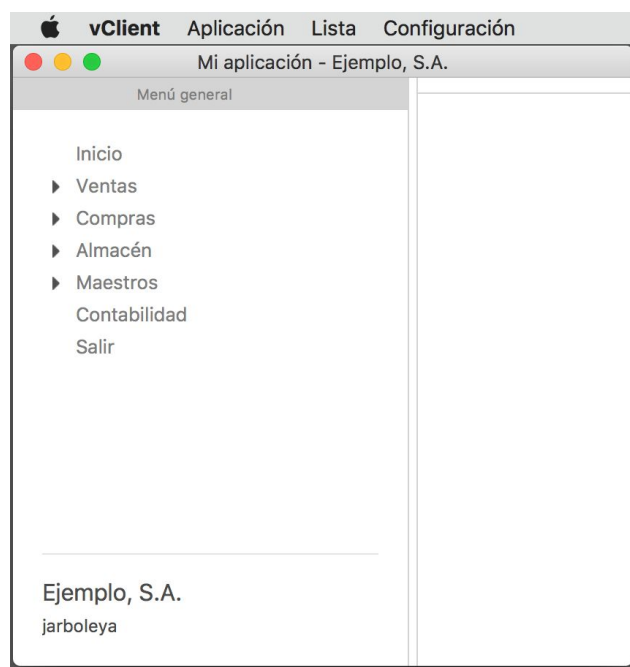 vClient Aplicación Lista Configuración
Mi aplicación - Ejemplo, S.A.
Menú general
Inicio
Ventas
Compras
Almacén
Maestros
Contabilidad
Salir
Ejemplo, S.A.
jarboleya